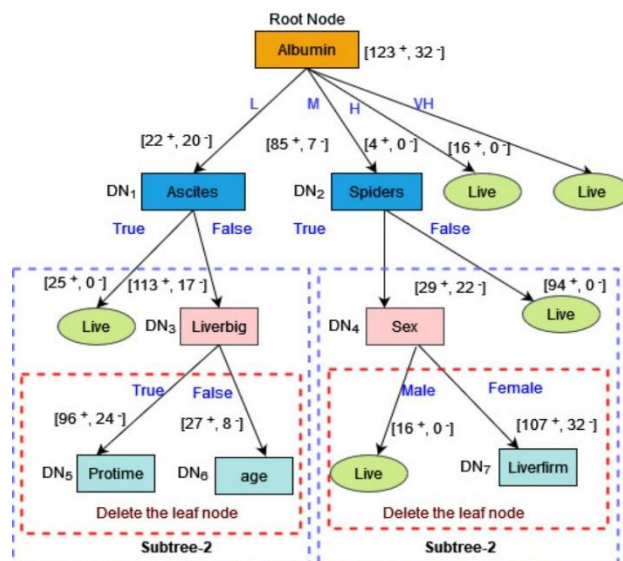 Root Node
Albumin
[123 +, 32 -]
L
M
H
VH
[22 +, 20 -]
[85 +, 7 -]
[4 +, 0 -]
[16 +, 0 -]
DN1
Ascites
DN2
Spiders
Live
Live
True
False
True
False
[25 +, 0 -]
[113 +, 17 -]
[29 +, 22 -]
[94 +, 0 -]
Live
DN3
Liverbig
DN4
Sex
Live
True
False
Male
Female
[96 +, 24 -]
[27 +, 8 -]
[16 +, 0 -]
[107 +, 32 -]
DN5
Protime
DN6
age
Live
DN7
Liverfirm
Delete the leaf node
Delete the leaf node
Subtree-2
Subtree-2